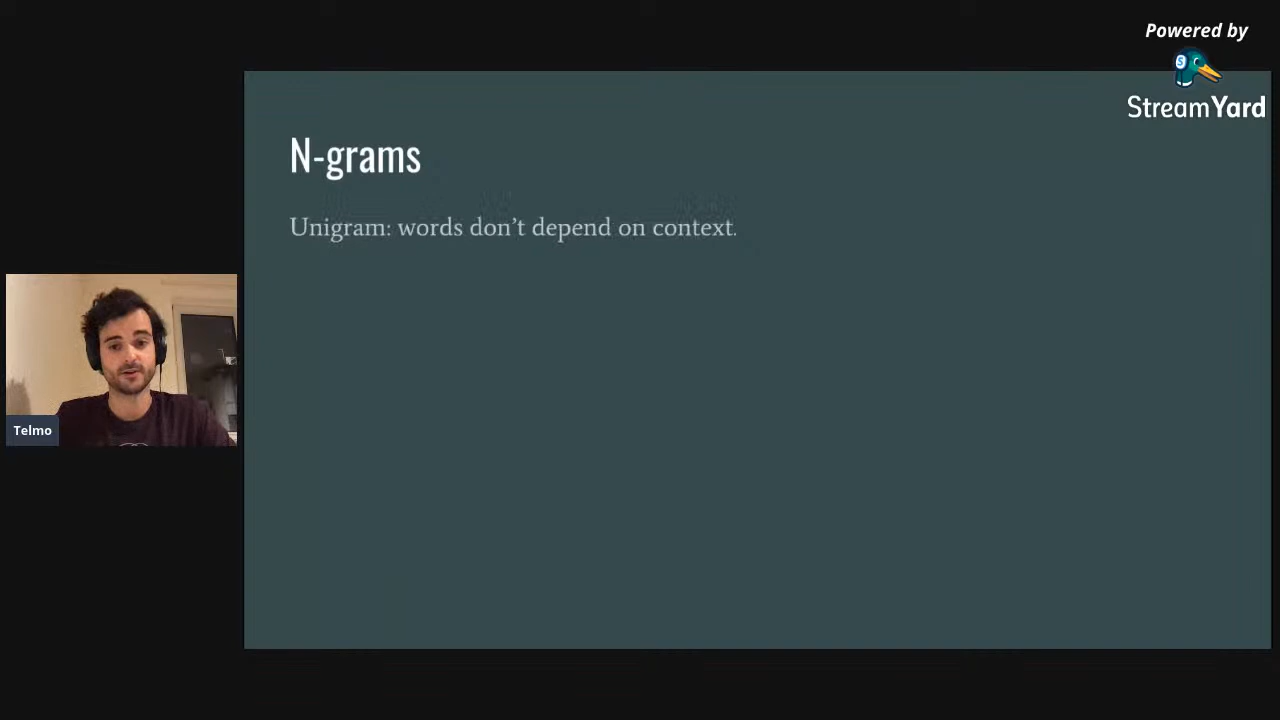 Powered by
S
StreamYard
N-grams
Unigram: words don’t depend on context.
Telmo